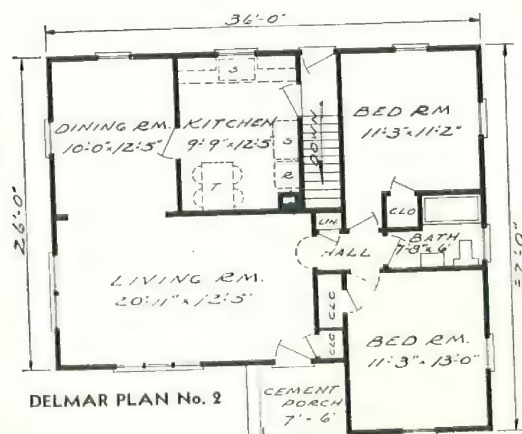 36'-0"
26'-0"
DINING RM.
10'-0" x 12'-5"
KITCHEN
9'-9" x 12'-5
S
S
R
T
DOWN
BED RM
11'-3" x 11'-2"
CLO
LIN.
HALL
BATH
7'-8" x 6'
LIVING RM.
20'-11" x 12'-5"
CLO
CLO
BED RM.
11'-3" x 13'-0"
CEMENT
PORCH
7' - 6'
DELMAR PLAN No. 2